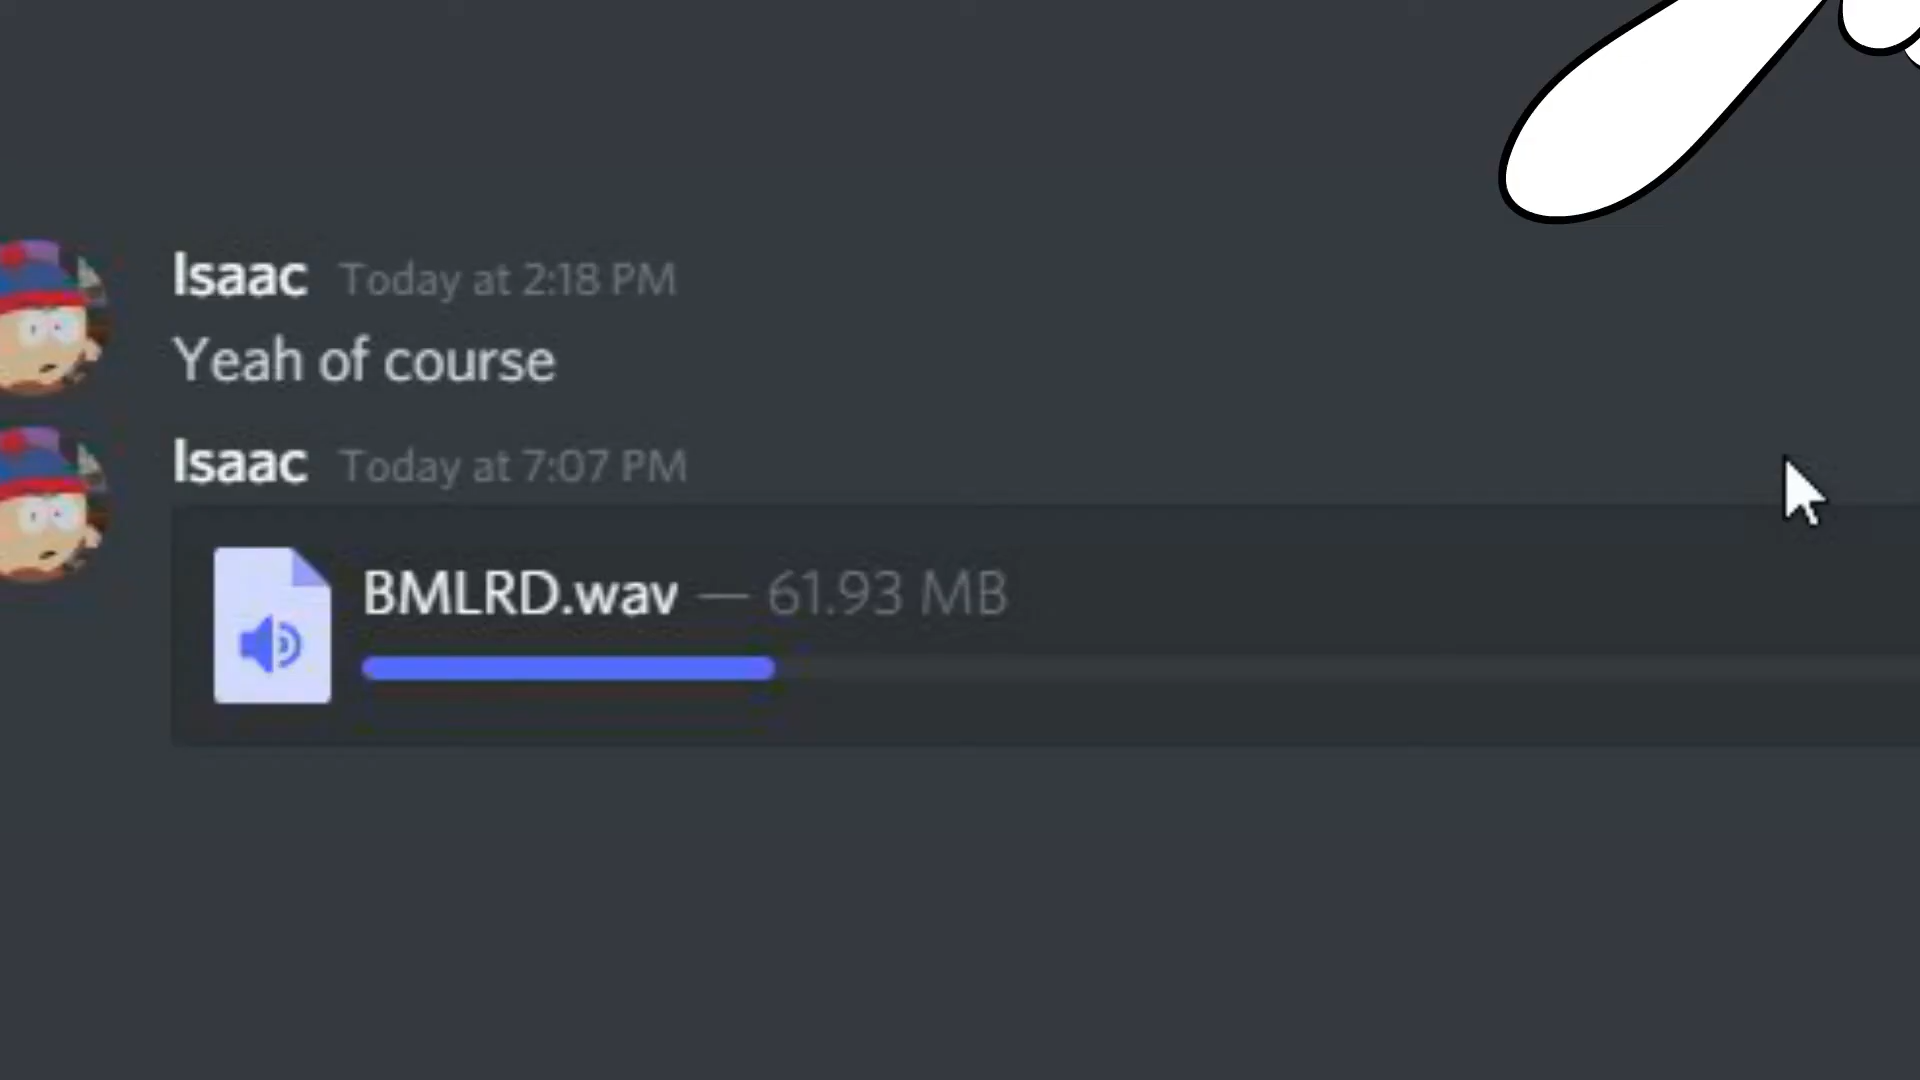 Isaac Today at 2:18 PM
Yeah of course
Isaac Today at 7:07 PM
BMLRD.wav — 61.93 MB